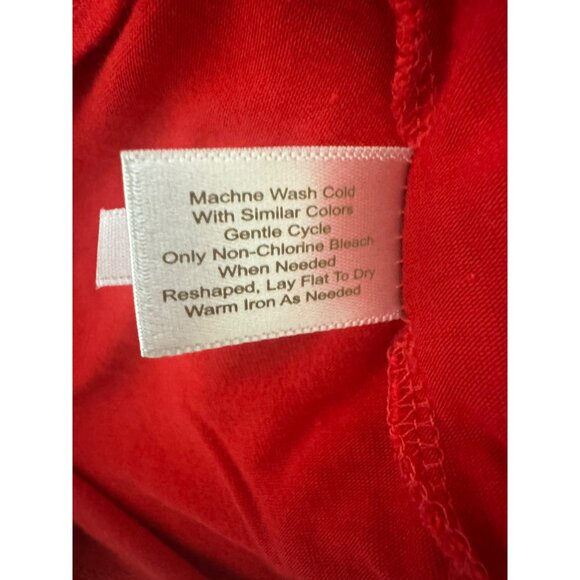 Machne Wash Cold
With Similar Colors
Gentle Cycle
Only Non-Chlorine Bleach
When Needed
Reshaped, Lay Flat To Dry
Warm Iron As Needed